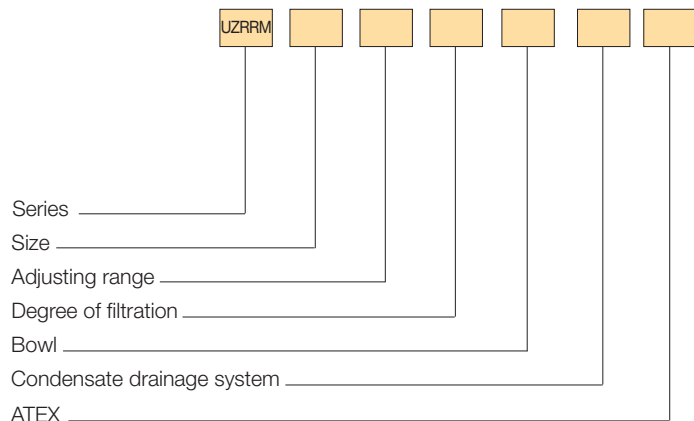 UZRRM
Series
Size
Adjusting range
Degree of filtration
Bowl
Condensate drainage system
ATEX